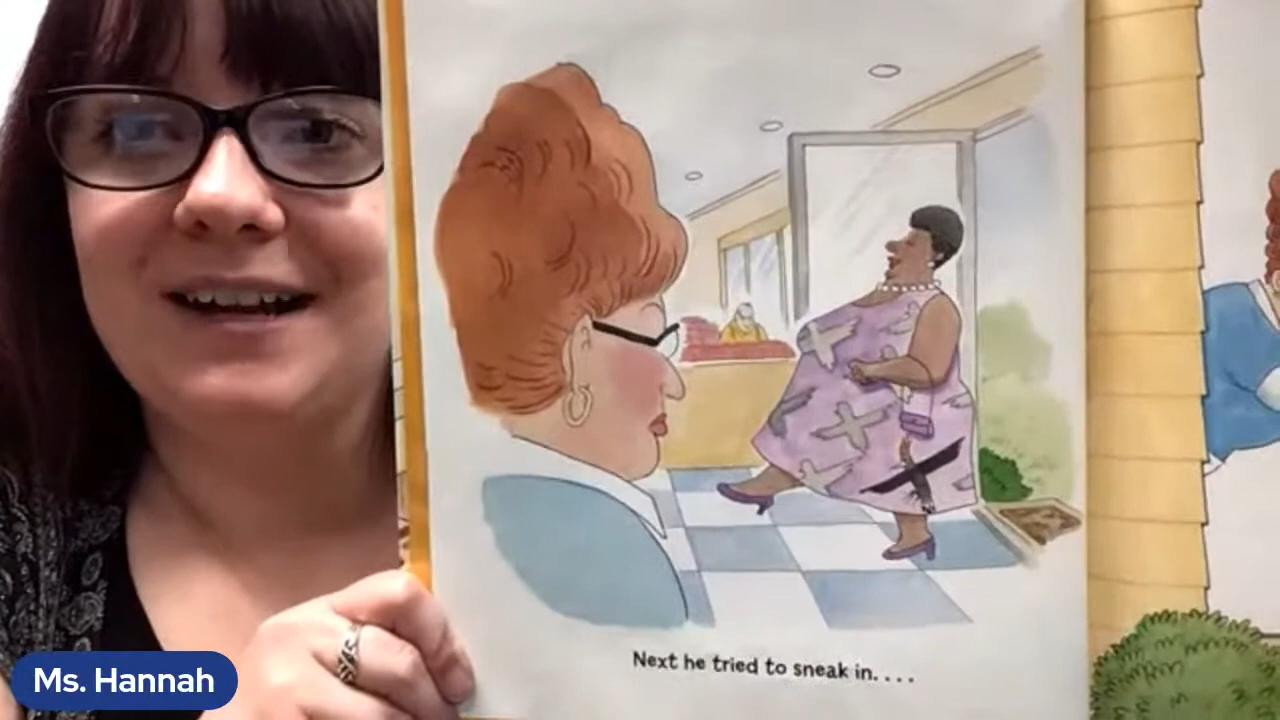 Next he tried to sneak in. . . .
Ms. Hannah